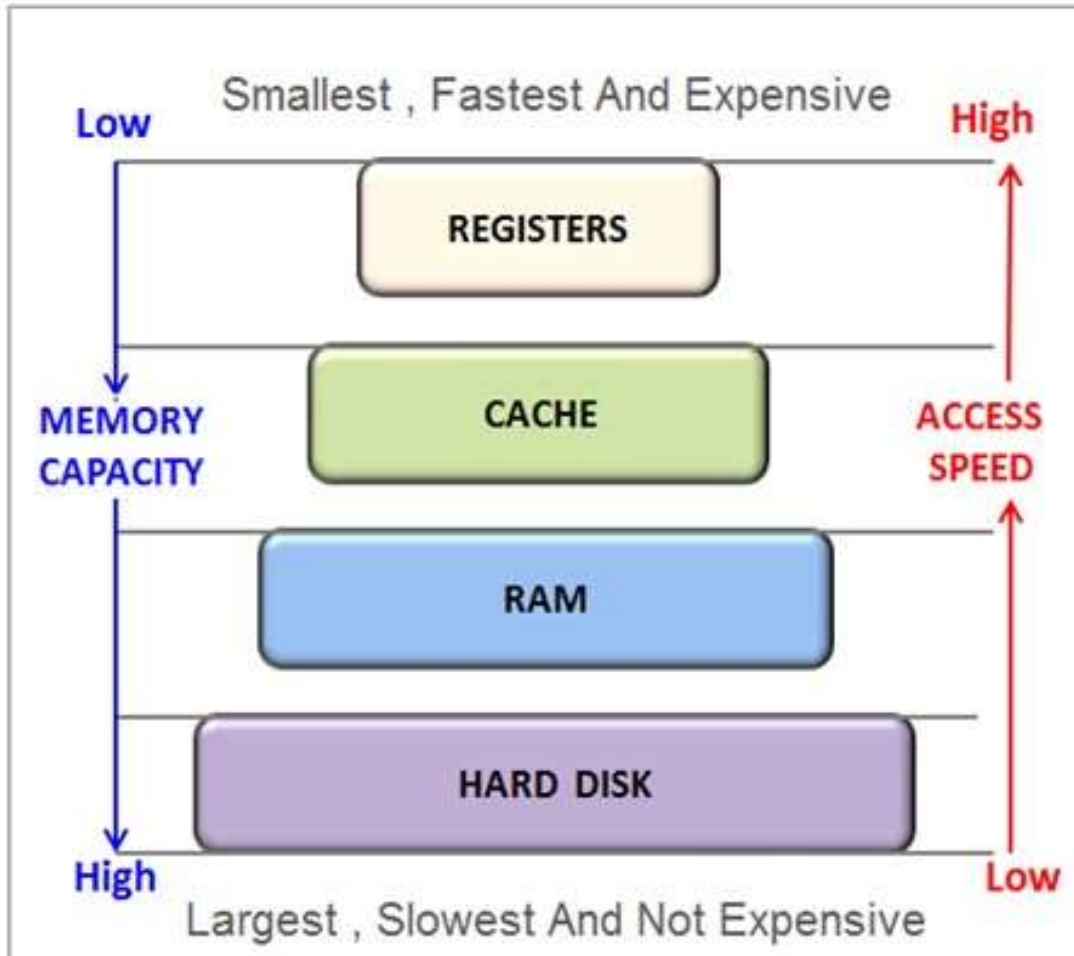 Smallest , Fastest And Expensive
Low
High
REGISTERS
CACHE
MEMORY
CAPACITY
ACCESS
SPEED
RAM
HARD DISK
High
Low
Largest , Slowest And Not Expensive